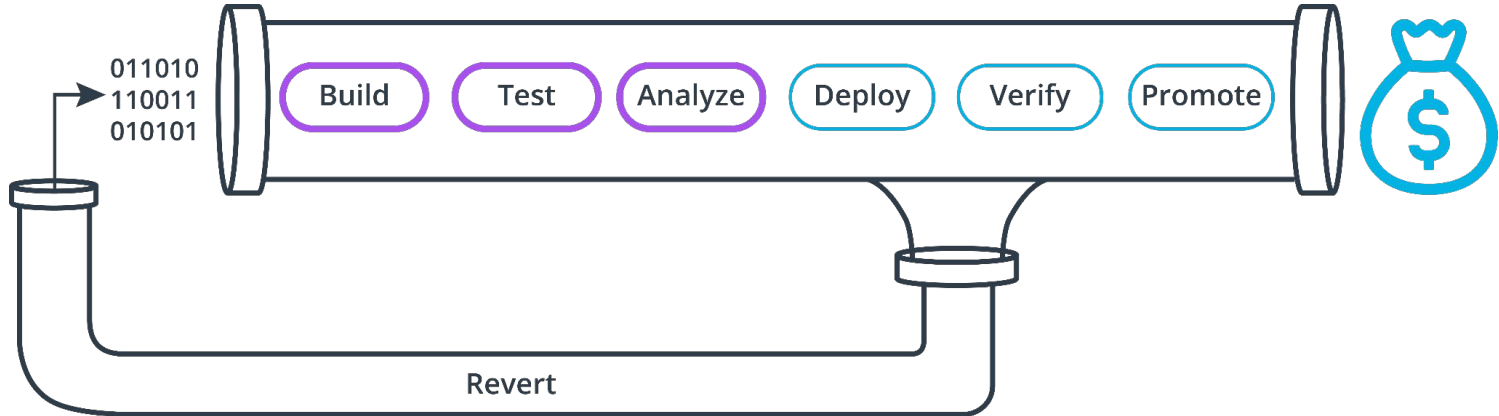 011010
110011
010101
Build Test Analyze Deploy Verify Promote
$
Revert